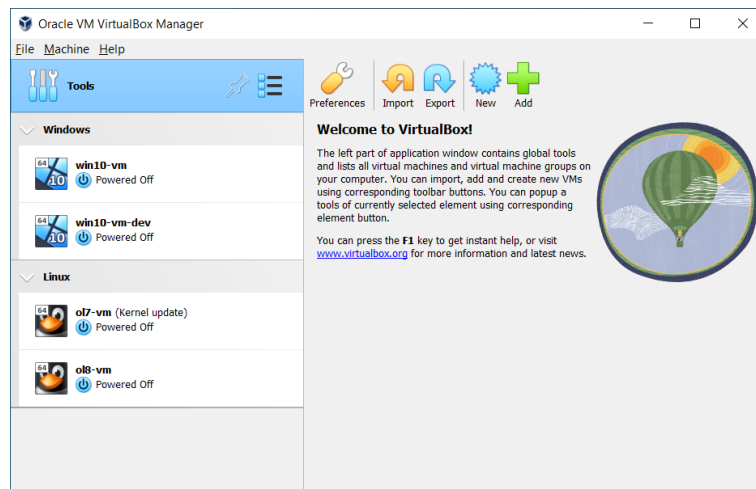 Oracle VM VirtualBox Manager
File Machine Help
Tools
Windows
64
10
win10-vm
Powered Off
64
10
win10-vm-dev
Powered Off
Linux
64
ol7-vm (Kernel update)
Powered Off
64
ol8-vm
Powered Off
Preferences Import Export New Add
Welcome to VirtualBox!
The left part of application window contains global tools
and lists all virtual machines and virtual machine groups on
your computer. You can import, add and create new VMs
using corresponding toolbar buttons. You can popup a
tools of currently selected element using corresponding
element button.
You can press the F1 key to get instant help, or visit
www.virtualbox.org for more information and latest news.